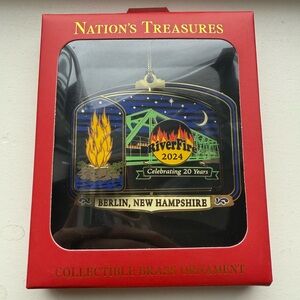 NATION'S TREASURES
RiverFire
2024
Celebrating 20 Years
BERLIN, NEW HAMPSHIRE
COLLECTIBLE BRASS ORNAMENT